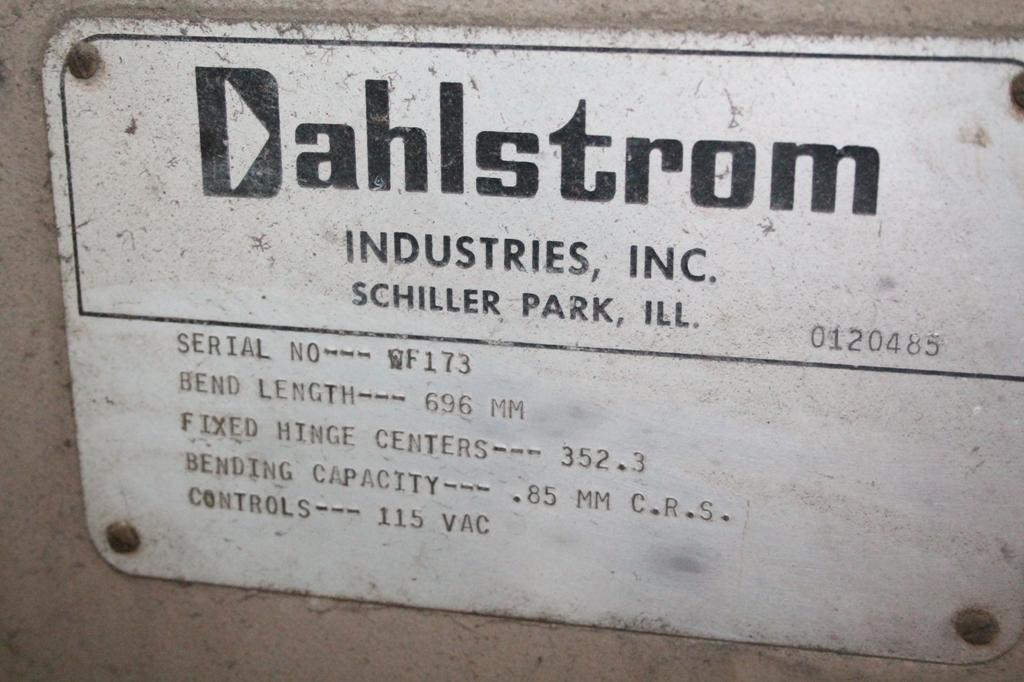 Dahlstrom
INDUSTRIES, INC.
SCHILLER PARK, ILL.
0120485
SERIAL NO---
BEND LENGTH--- 696 MM
FIXED HINGE CENTERS--- 352.3
BENDING CAPACITY--- .85 MM C.R.S.
CONTROLS--- 115 VAC